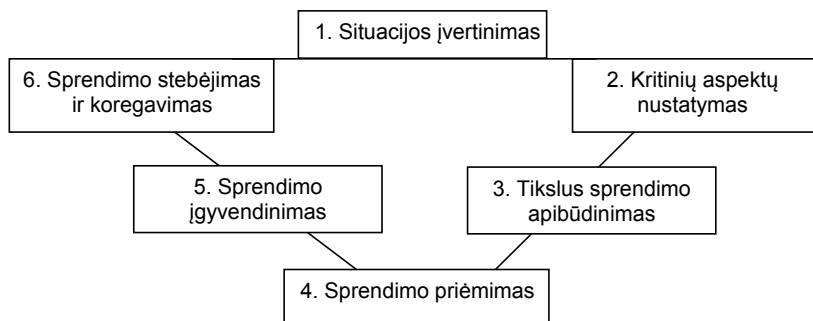 1. Situacijos įvertinimas
6. Sprendimo stebėjimas
ir koregavimas
2. Kritinių aspektų
nustatymas
5. Sprendimo
įgyvendinimas
3. Tikslus sprendimo
apibūdinimas
4. Sprendimo priėmimas